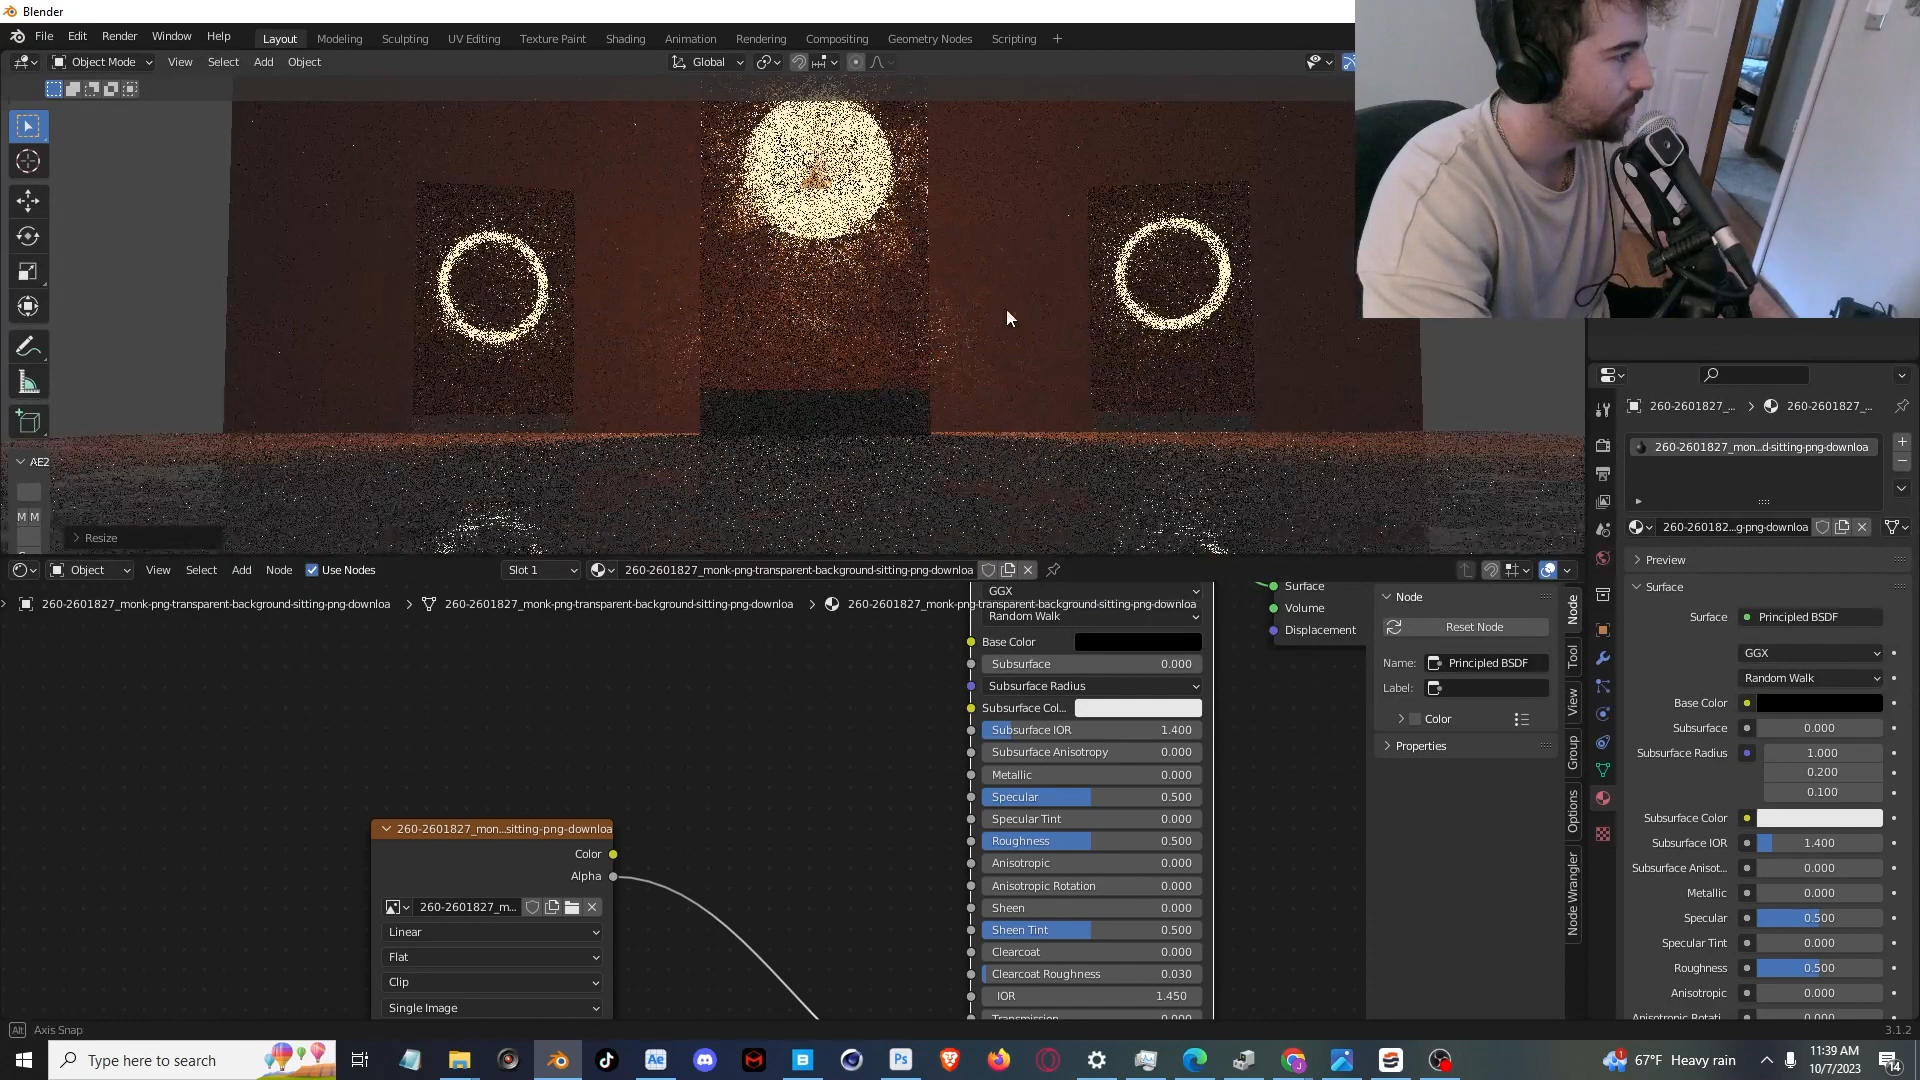 Blender
File Edit Render Window Help Layout Modeling Sculpting UV Editing Texture Paint Shading Animation Rendering Compositing Geometry Nodes Scripting +
Object Mode View Select Add Object Global
AE2
M M
Resize
Object View Select Add Node Use Nodes Slot 1 260-2601827_monk-png-transparent-background-sitting-png-downloa
260-2601827_monk-png-transparent-background-sitting-png-downloa > 260-2601827_monk-png-transparent-background-sitting-png-downloa > 260-2601827_monk-png-transparent-background-sitting-png-downloa
GGX
Random Walk
Base Color
Subsurface 0.000
Subsurface Radius
Subsurface Col...
Subsurface IOR 1.400
Subsurface Anisotropy 0.000
Metallic 0.000
Specular 0.500
Specular Tint 0.000
Roughness 0.500
Anisotropic 0.000
Anisotropic Rotation 0.000
Sheen 0.000
Sheen Tint 0.500
Clearcoat 0.000
Clearcoat Roughness 0.030
IOR 1.450
Transmission 0.000
Surface
Volume
Displacement
260-2601827_mon...sitting-png-downloa
Color
Alpha
260-2601827_m...
Linear
Flat
Clip
Single Image
Node
Reset Node
Name: Principled BSDF
Label:
Color
Properties
Node
Tool
View
Group
Options
Node Wrangler
260-2601827_... > 260-2601827_...
260-2601827_mon...d-sitting-png-downloa
260-260182...g-png-downloa
Preview
Surface
Surface Principled BSDF
GGX
Random Walk
Base Color
Subsurface 0.000
Subsurface Radius 1.000
0.200
0.100
Subsurface Color
Subsurface IOR 1.400
Subsurface Anisot... 0.000
Metallic 0.000
Specular 0.500
Specular Tint 0.000
Roughness 0.500
Anisotropic 0.000
Anisotropic Rotati...
Alt Axis Snap
3.1.2
Type here to search
67°F Heavy rain
11:39 AM
10/7/2023
14